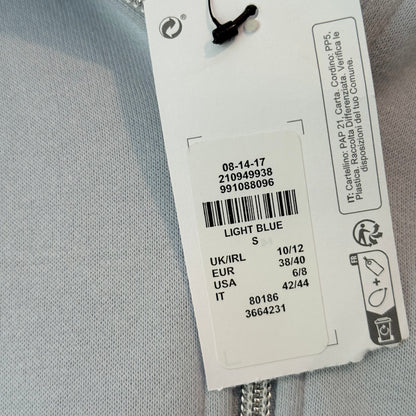 08-14-17
210949938
991088096
LIGHT BLUE
S
UK/IRL 10/12
EUR 38/40
USA 6/8
IT 42/44
80186
3664231
IT: Cartellino: PAP 21, Carta, Cordino: PP5,
Plastica. Raccolta Differenziata. Verifica le
disposizioni del tuo Comune.
FR